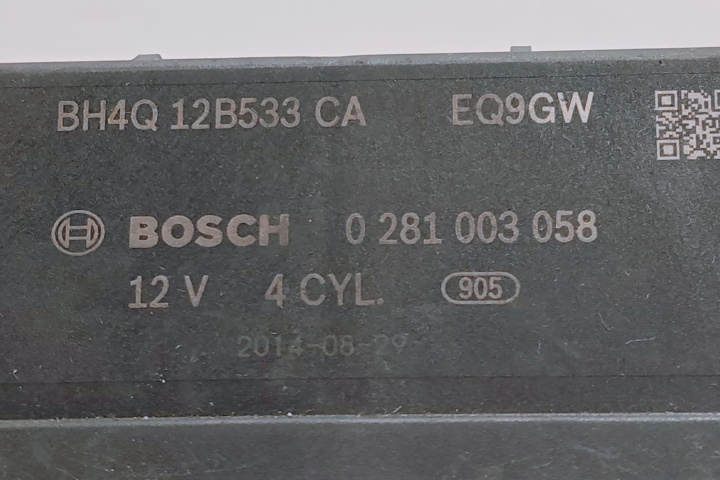 BH4Q 12B533 CA EQ9GW
BOSCH 0 281 003 058
12 V 4 CYL. 905
2014-08-29